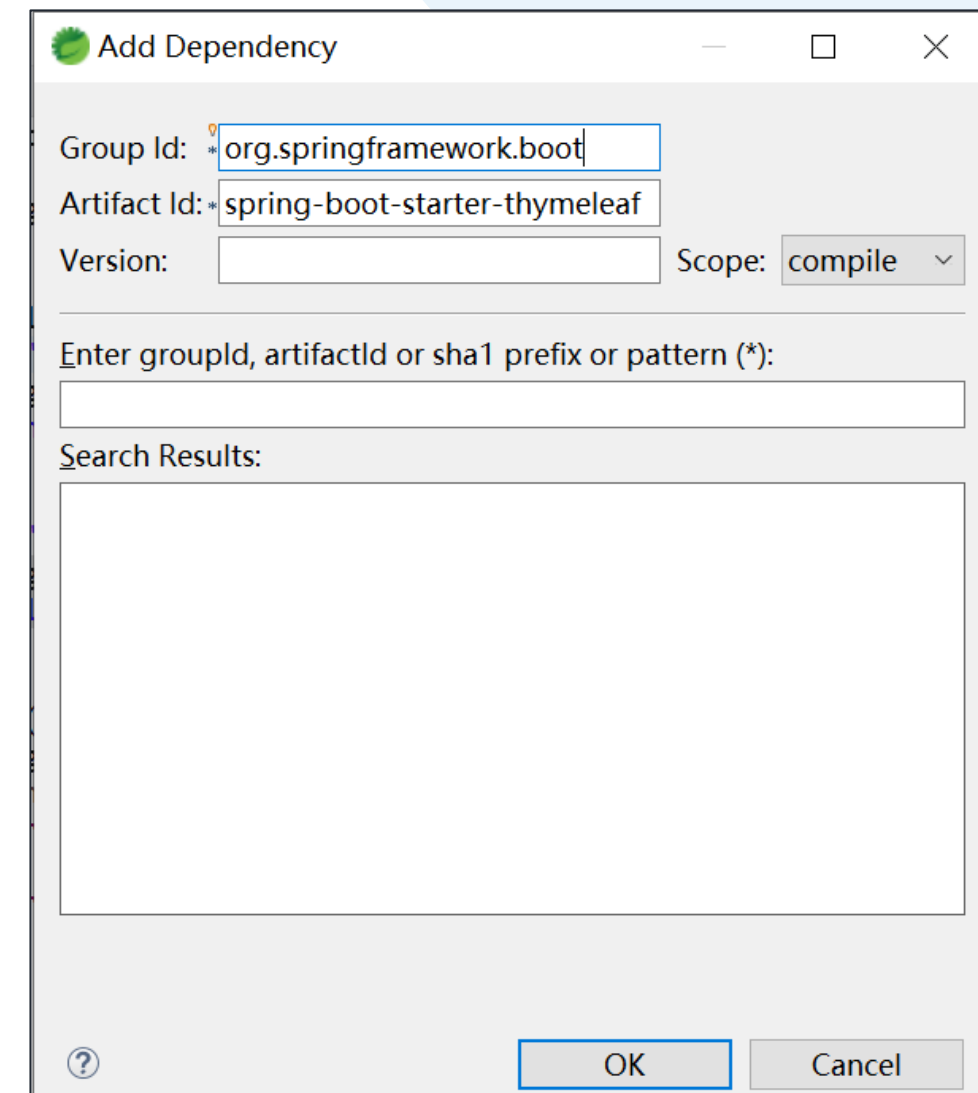 Add Dependency
Group Id: * org.springframework.boot
Artifact Id: * spring-boot-starter-thymeleaf
Version: Scope: compile
Enter groupId, artifactId or sha1 prefix or pattern (*):
Search Results:
? OK Cancel